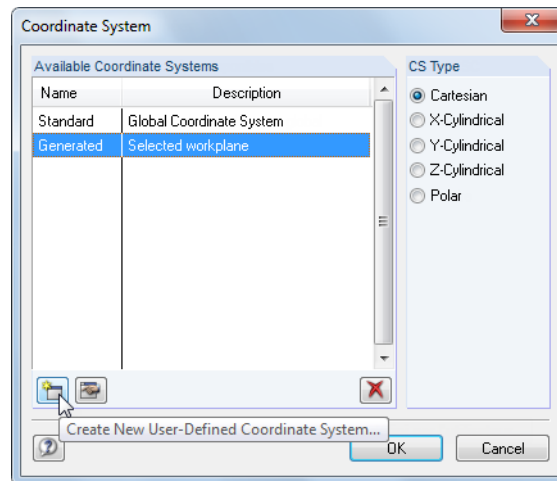 Coordinate System
Available Coordinate Systems
CS Type
Name Description
Standard Global Coordinate System
Generated Selected workplane
Cartesian
X-Cylindrical
Y-Cylindrical
Z-Cylindrical
Polar
Create New User-Defined Coordinate System...
OK Cancel